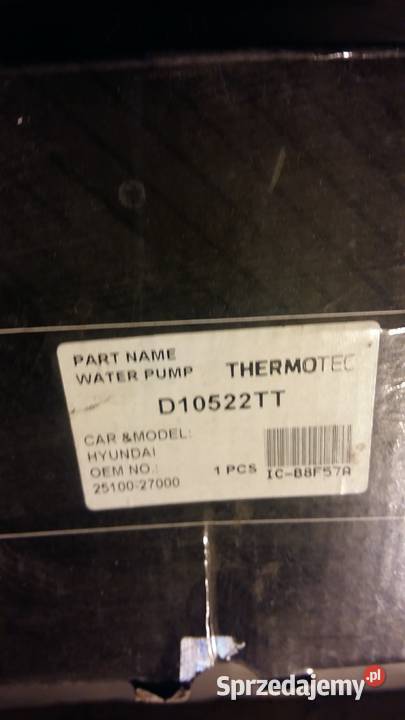 PART NAME
WATER PUMP
THERMOTEC
D10522TT
CAR &MODEL:
HYUNDAI
OEM NO.:
25100-27000
1 PCS
IC-B8F57A
Sprzedajemy.pl